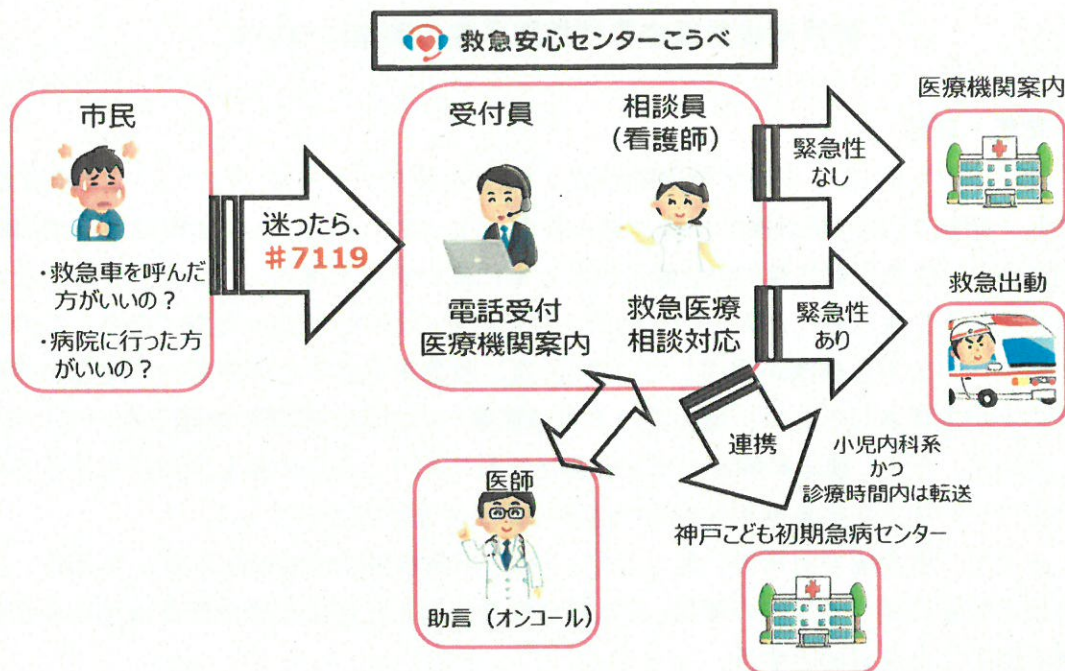 救急安心センターこうべ
市民
・救急車を呼んだ
方がいいの？
・病院に行った方
がいいの？
迷ったら、
＃7119
受付員
電話受付
医療機関案内
相談員
（看護師）
救急医療
相談対応
緊急性
なし
医療機関案内
緊急性
あり
救急出動
医師
助言（オンコール）
連携
小児内科系
かつ
診療時間内は転送
神戸こども初期急病センター